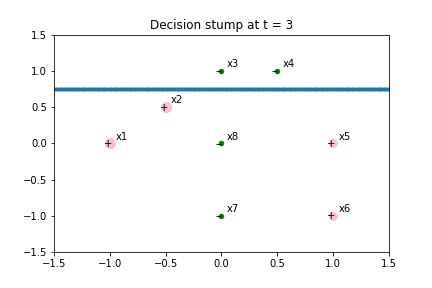 Decision stump at t = 3
1.5
1.0
0.5
0.0
−0.5
−1.0
−1.5
x3
x4
x2
+
x1
+
x8
−
x5
+
x7
−
x6
+
−1.5 −1.0 −0.5 0.0 0.5 1.0 1.5